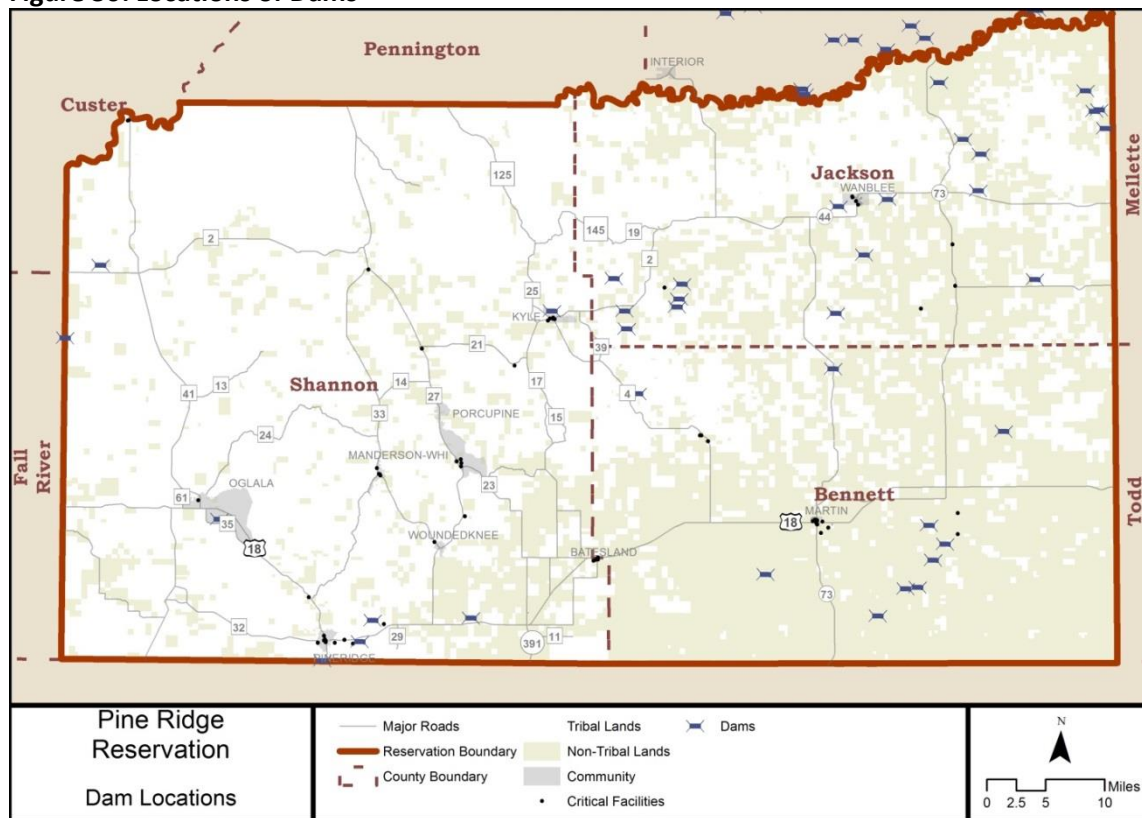 Pennington
INTERIOR
Custer
125
Jackson
WANBLEE
73
Mellette
44
145
19
2
2
25
KYLE
21
39
Shannon
14
17
4
41
13
27
33
PORCUPINE
15
24
Fall
River
MANDERSON-WHI
OGLALA
23
61
35
Bennett
MARTIN
18
Todd
18
WOUNDEDKNEE
BATESLAND
73
32
29
11
391
Pine Ridge
Reservation
Dam Locations
Major Roads
Reservation Boundary
County Boundary
Tribal Lands
Non-Tribal Lands
Community
Critical Facilities
Dams
N
Miles
0 2.5 5 10